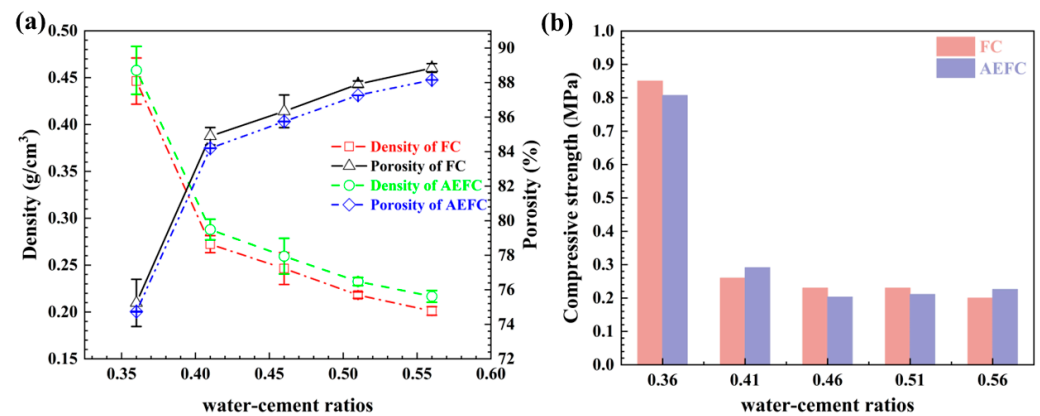 (a)
0.50
0.45
0.40
0.35
0.30
0.25
0.20
0.15
Density (g/cm³)
90
88
86
84
82
80
78
76
74
72
Porosity (%)
Density of FC
Porosity of FC
Density of AEFC
Porosity of AEFC
0.35 0.40 0.45 0.50 0.55 0.60
water-cement ratios
(b)
1.0
0.9
0.8
0.7
0.6
0.5
0.4
0.3
0.2
0.1
0.0
Compressive strength (MPa)
FC
AEFC
0.36 0.41 0.46 0.51 0.56
water-cement ratios